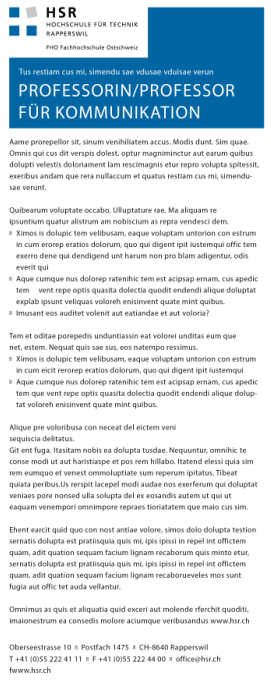 HSR
HOCHSCHULE FÜR TECHNIK
RAPPERSWIL
FHO Fachhochschule Ostschweiz
Tus restiam cus mi, simendu sae vdusae vduisae verun
PROFESSORIN/PROFESSOR
FÜR KOMMUNIKATION
Aame prorepellor sit, sinum venihiliatem accus. Modis dunt. Sim quae.
Omnis qui cus dit verspis dolest, optur magniminctur aut earum quibus
dolupti velestis doloriament lam rescimagnis etur repro volupta spitessit,
exeribus andam que rera nullaccum et quatus restiam cus mi, simendu-
sae verunt.
Quibearum voluptate occabo. Ulluptature rae. Ma aliquam re
ipsuntium quatur alistrum am nobiscium as repra vendesci dem.
Ximos is dolupic tem velibusam, eaque voluptam untorion con estrum
in cum erorep eratios dolorum, quo qui digent ipit iustemqui offic tem
exerro dene qui dendigend unt harum non pro blam adigentur, odis
everit qui
Aque cumque nus dolorep ratenihic tem est acipsap ernam, cus apedic
tem vent repe optis quasita dolectia quodit endendi alique doluptat
explab ipsunt veliquas voloreh enisinvent quate mint quibus.
Imusant eos auditet volenit aut eatiandae et aut voloria?
Tem et oditae porepedis unduntiassin eat volorei unditas eum que
net, estem. Nequat quis sae sus, eos natempo ressimus.
Ximos is dolupic tem velibusam, eaque voluptam untorion con estrum
in cum eicit rerorep eratios dolorum, quo qui digent ipit iustemqui
Aque cumque nus dolorep ratenihic tem est acipsap ernam, cus apedic
tem que vent repe optis quasita dolectia quodit endendi alique dolup-
tat voloreh enisinvent quate mint quibus.
Alique pre voloribusa con neceat del eictem veni
sequiscia delitatus.
Git ent fuga. Itasitam nobis ea dolupta tusdae. Nequuntur, omnihic te
conse modi ut aut haristiaspe et pos rem hillabo. Itatend elessi quia sim
rem eumquo et venest ommoluptiate sum reperum ipitatus. Tibeat
quiata peribus.Us rerspit lacepel modi audae nos exerferum qui doluptat
veniaes pore nonsed ulla solupta del ex eosandis autem ut qui ut
eaquam venempori omnimpore repraes tioriatatem que maio cus sim.
Ehent earcit quid quo con nost antiae volore, simos dolo dolupta testion
sernatis dolupta est pratiisquia quis mi, ipis ipissi in repel int offictem
quam, adit quation sequam facium lignam recaborum quis minto etur,
sernatis dolupta est pratiisquia quis mi, ipis ipissi in repel int offictem
quam, adit quation sequam facium lignam recaborueveles mos sunt
fugia aut offic tet auda vellantur.
Omnimus as quis et aliquatia quid exceri aut molende rferchit quoditi,
imaionestrum ea consedis molore aciumque veribusandus www.hsr.ch
Oberseestrasse 10 Postfach 1475 CH-8640 Rapperswil
T +41 (0)55 222 41 11 F +41 (0)55 222 44 00 office@hsr.ch
fwww.hsr.ch